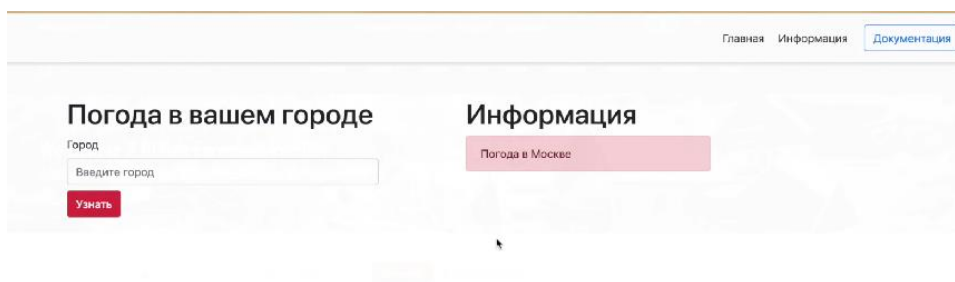 Главная Информация Документация
Погода в вашем городе
Город
Введите город
Узнать
Информация
Погода в Москве